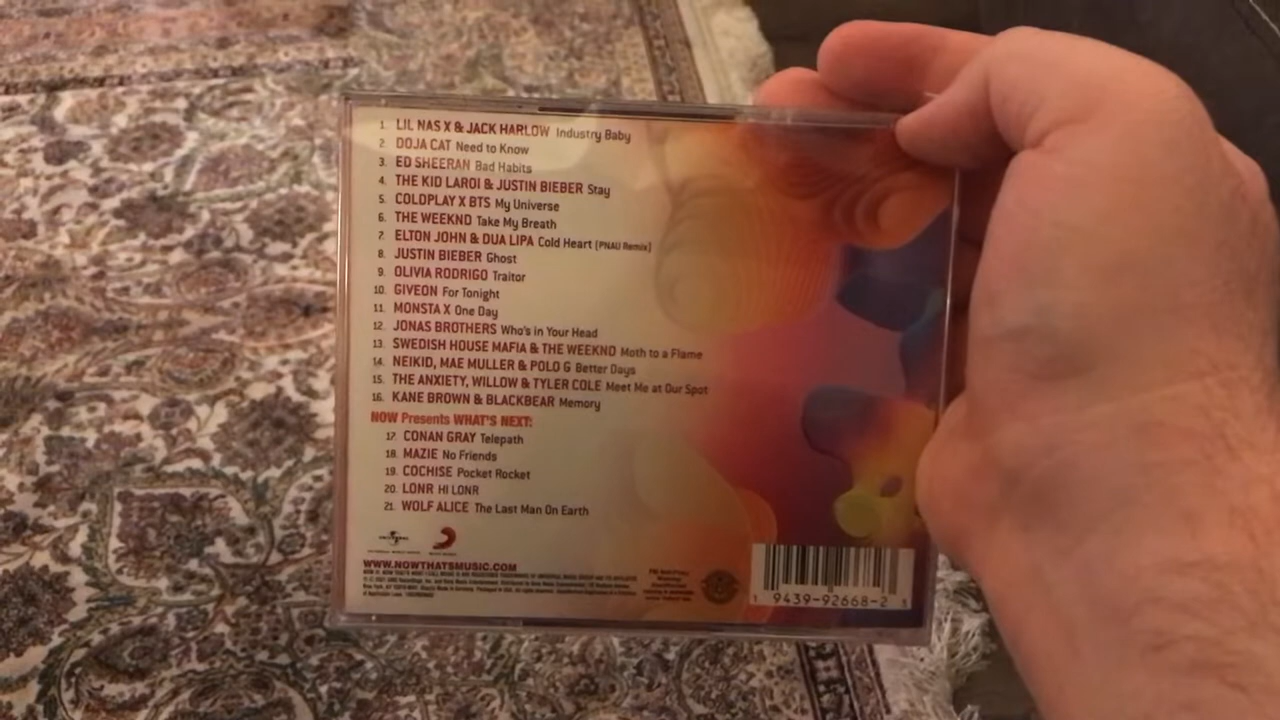 1. LIL NAS X & JACK HARLOW Industry Baby
2. DOJA CAT Need to Know
3. ED SHEERAN Bad Habits
4. THE KID LAROI & JUSTIN BIEBER Stay
5. COLDPLAY X BTS My Universe
6. THE WEEKND Take My Breath
7. ELTON JOHN & DUA LIPA Cold Heart [PNAU Remix]
8. JUSTIN BIEBER Ghost
9. OLIVIA RODRIGO Traitor
10. GIVEON For Tonight
11. MONSTA X One Day
12. JONAS BROTHERS Who's in Your Head
13. SWEDISH HOUSE MAFIA & THE WEEKND Moth to a Flame
14. NEIKID, MAE MULLER & POLO G Better Days
15. THE ANXIETY, WILLOW & TYLER COLE Meet Me at Our Spot
16. KANE BROWN & BLACKBEAR Memory
NOW Presents WHAT'S NEXT:
17. CONAN GRAY Telepath
18. MAZIE No Friends
19. COCHISE Pocket Rocket
20. LONR HI LONR
21. WOLF ALICE The Last Man On Earth
UNIVERSAL
WWW.NOWTHATSMUSIC.COM
1 9439-92668-2